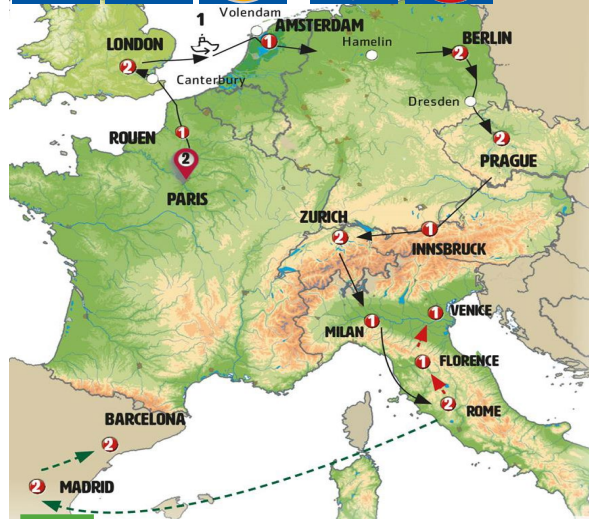 1
Volendam
AMSTERDAM
1
LONDON
2
Canterbury
Hamelin
BERLIN
2
Dresden
ROUEN
1
2
PARIS
2
PRAGUE
ZURICH
2
1
INNSBRUCK
MILAN
1
VENICE
1
FLORENCE
1
ROME
2
BARCELONA
2
MADRID
2